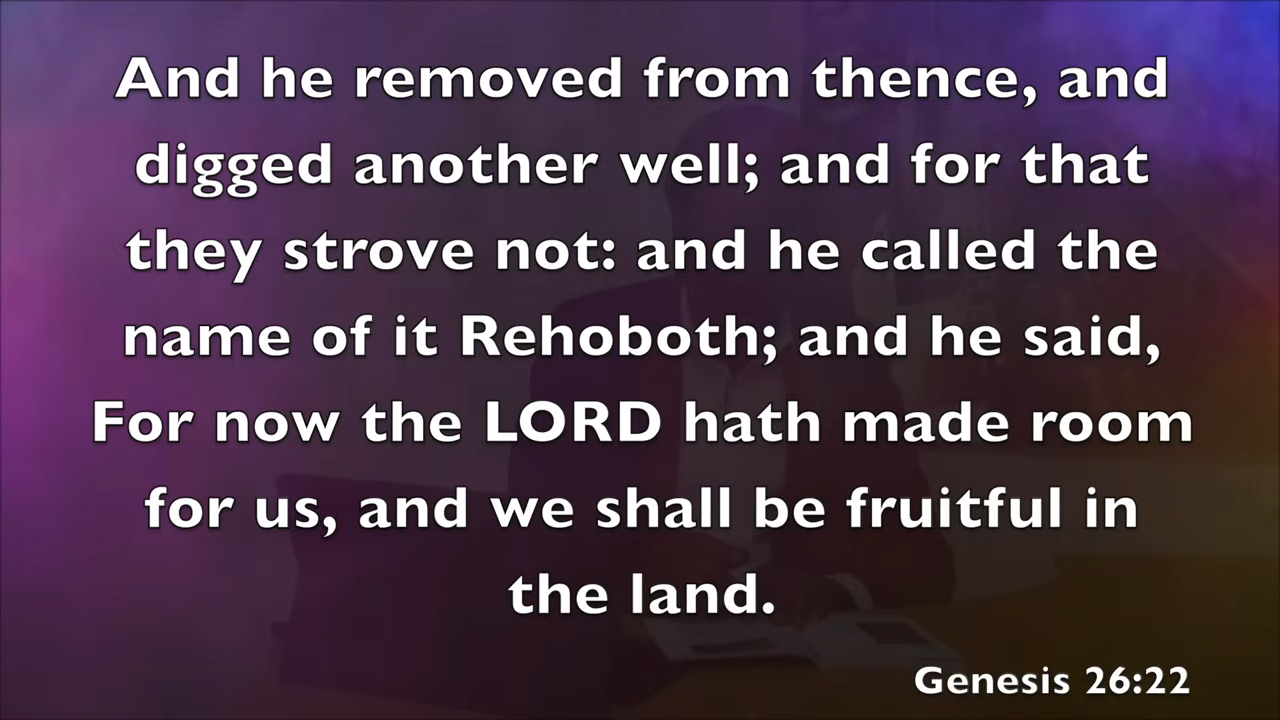 And he removed from thence, and
digged another well; and for that
they strove not: and he called the
name of it Rehoboth; and he said,
For now the LORD hath made room
for us, and we shall be fruitful in
the land.
Genesis 26:22